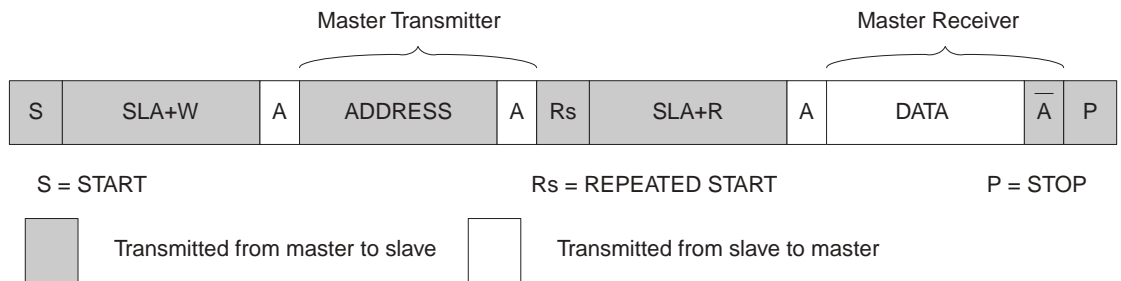 Master Transmitter Master Receiver
S SLA+W A ADDRESS A Rs SLA+R A DATA A̅ P
S = START Rs = REPEATED START P = STOP
Transmitted from master to slave Transmitted from slave to master